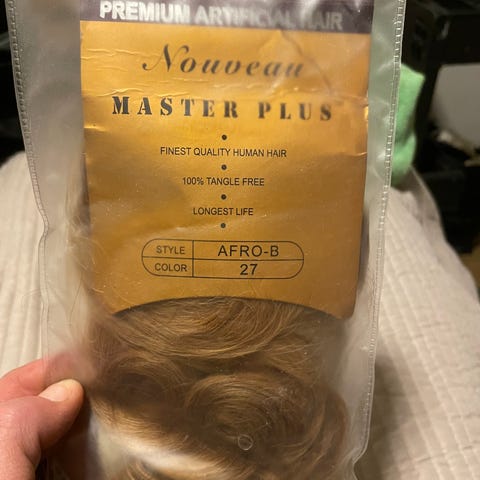 PREMIUM ARTIFICIAL HAIR
Nouveau
MASTER PLUS
FINEST QUALITY HUMAN HAIR
100% TANGLE FREE
LONGEST LIFE
STYLE AFRO-B
COLOR 27